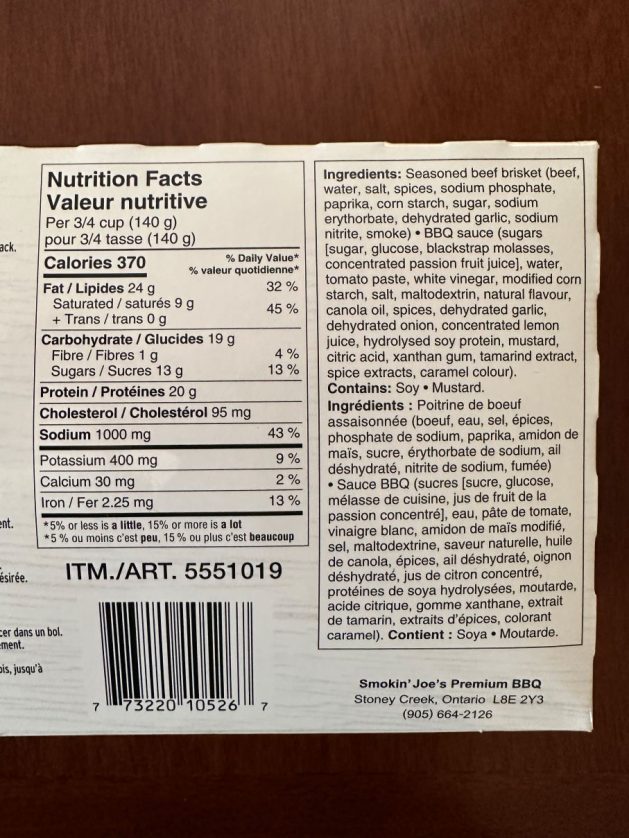 ack.
ent.
ésirée.
cer dans un bol.
ement.
ois, jusqu'à
Nutrition Facts
Valeur nutritive
Per 3/4 cup (140 g)
pour 3/4 tasse (140 g)
Calories 370
% Daily Value*
% valeur quotidienne*
Fat / Lipides 24 g 32 %
Saturated / saturés 9 g
+ Trans / trans 0 g 45 %
Carbohydrate / Glucides 19 g
Fibre / Fibres 1 g 4 %
Sugars / Sucres 13 g 13 %
Protein / Protéines 20 g
Cholesterol / Cholestérol 95 mg
Sodium 1000 mg 43 %
Potassium 400 mg 9 %
Calcium 30 mg 2 %
Iron / Fer 2.25 mg 13 %
*5% or less is a little, 15% or more is a lot
*5 % ou moins c'est peu, 15 % ou plus c'est beaucoup
ITM./ART. 5551019
7 73220 10526 7
Ingredients: Seasoned beef brisket (beef,
water, salt, spices, sodium phosphate,
paprika, corn starch, sugar, sodium
erythorbate, dehydrated garlic, sodium
nitrite, smoke) • BBQ sauce (sugars
[sugar, glucose, blackstrap molasses,
concentrated passion fruit juice], water,
tomato paste, white vinegar, modified corn
starch, salt, maltodextrin, natural flavour,
canola oil, spices, dehydrated garlic,
dehydrated onion, concentrated lemon
juice, hydrolysed soy protein, mustard,
citric acid, xanthan gum, tamarind extract,
spice extracts, caramel colour).
Contains: Soy • Mustard.
Ingrédients : Poitrine de boeuf
assaisonnée (boeuf, eau, sel, épices,
phosphate de sodium, paprika, amidon de
maïs, sucre, érythorbate de sodium, ail
déshydraté, nitrite de sodium, fumée)
• Sauce BBQ (sucres [sucre, glucose,
mélasse de cuisine, jus de fruit de la
passion concentré], eau, pâte de tomate,
vinaigre blanc, amidon de maïs modifié,
sel, maltodextrine, saveur naturelle, huile
de canola, épices, ail déshydraté, oignon
déshydraté, jus de citron concentré,
protéines de soya hydrolysées, moutarde,
acide citrique, gomme xanthane, extrait
de tamarin, extraits d'épices, colorant
caramel). Contient : Soya • Moutarde.
Smokin' Joe's Premium BBQ
Stoney Creek, Ontario L8E 2Y3
(905) 664-2126